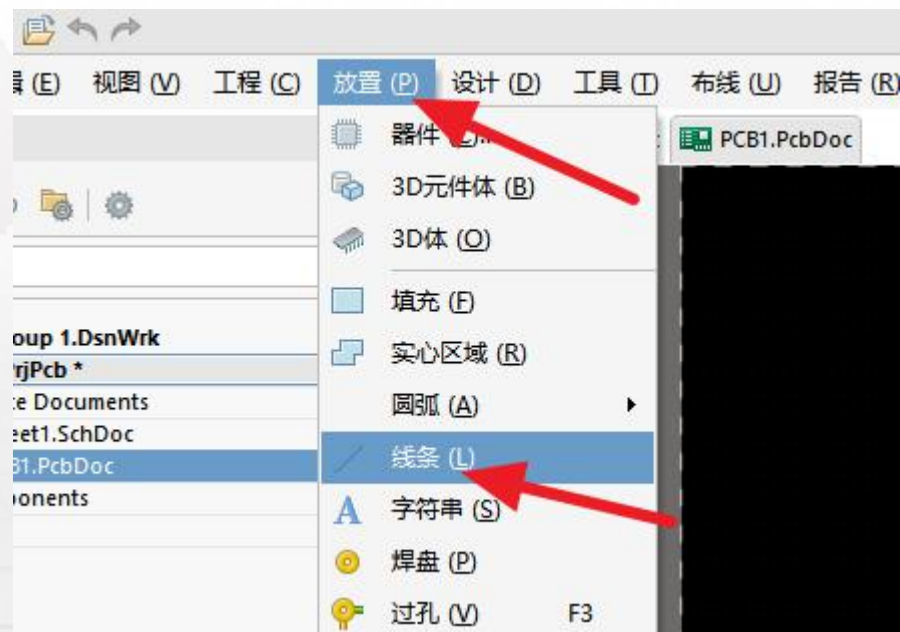 (E) 视图 (V) 工程 (C) 放置 (P) 设计 (D) 工具 (T) 布线 (U) 报告 (R)
器件
PCB1.PcbDoc
3D元件体 (B)
3D体 (O)
填充 (F)
oup 1.DsnWrk
实心区域 (R)
rjPcb *
e Documents
圆弧 (A)
eet1.SchDoc
线条 (L)
B1.PcbDoc
onents
字符串 (S)
焊盘 (P)
过孔 (V) F3